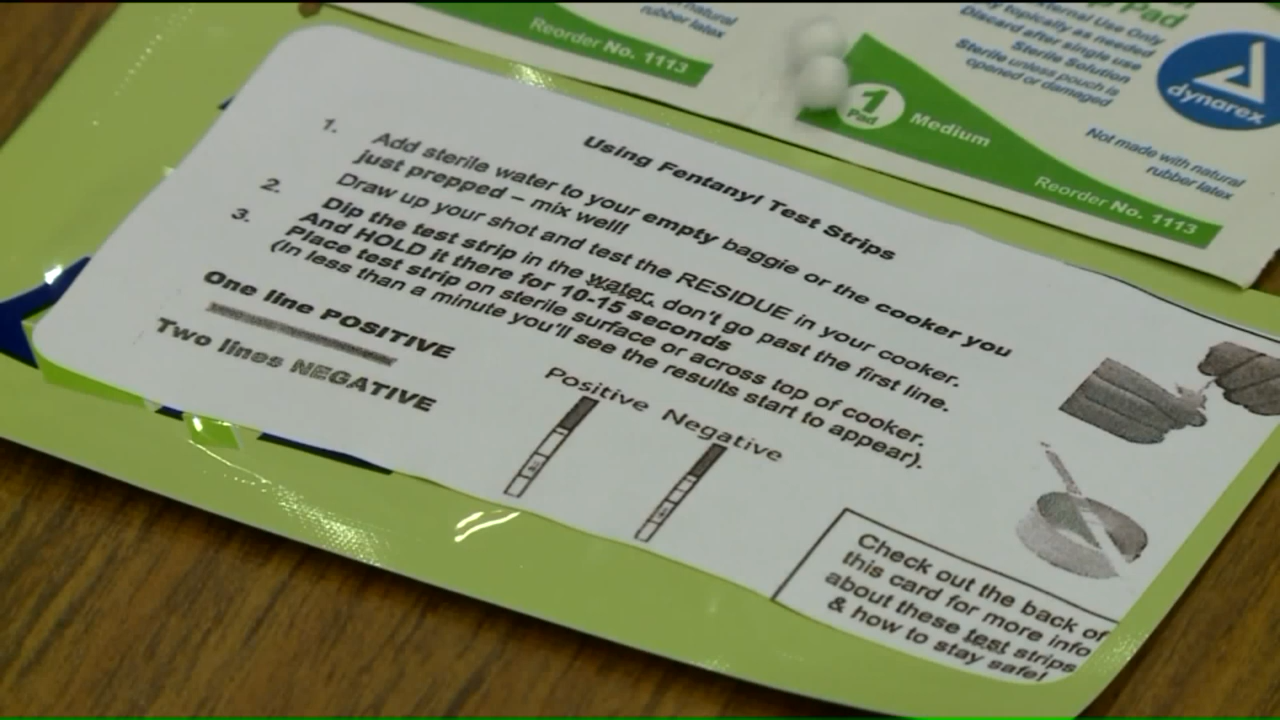 natural
rubber latex
Reorder No. 1113
Pad
External Use Only
topically as needed
Discard after single use
Sterile Solution
Sterile unless pouch is
opened or damaged
dynarex
1
Pad
Medium
Not made with natural
rubber latex
Reorder No. 1113
Using Fentanyl Test Strips
1. Add sterile water to your empty baggie or the cooker you
just prepped – mix well!
2. Draw up your shot and test the RESIDUE in your cooker.
3. Dip the test strip in the water, don't go past the first line.
And HOLD it there for 10-15 seconds
Place test strip on sterile surface or across top of cooker.
(In less than a minute you'll see the results start to appear).
One line POSITIVE
Two lines NEGATIVE
Positive
Negative
Check out the back of
this card for more info
about these test strips
& how to stay safe!